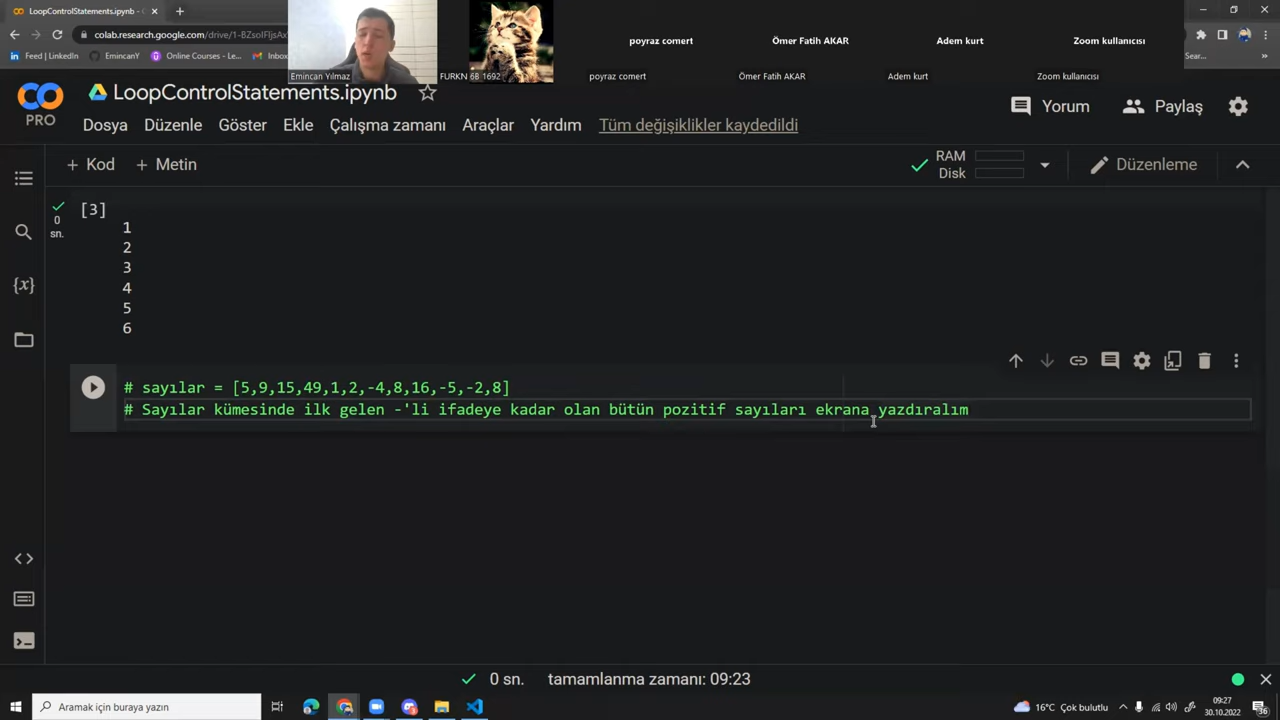 LoopControlStatements.ipynb -
colab.research.google.com/drive/1-BZsoIFIjsAx
Feed | LinkedIn
EmincanY
Online Courses - Le...
Inbox
Sear...
Emincan Yılmaz
FURKN 68 1692
poyraz comert
poyraz comert
Ömer Fatih AKAR
Ömer Fatih AKAR
Adem kurt
Adem kurt
Zoom kullanıcısı
Zoom kullanıcısı
PRO
LoopControlStatements.ipynb
Dosya Düzenle Göster Ekle Çalışma zamanı Araçlar Yardım Tüm değişiklikler kaydedildi
Yorum
Paylaş
+ Kod + Metin
RAM
Disk
Düzenleme
[3]
0
sn.
1
2
3
4
5
6
# sayılar = [5,9,15,49,1,2,-4,8,16,-5,-2,8]
# Sayılar kümesinde ilk gelen -'li ifadeye kadar olan bütün pozitif sayıları ekrana yazdıralım
0 sn. tamamlanma zamanı: 09:23
Aramak için buraya yazın
16°C Çok bulutlu
09:27
30.10.2022
36